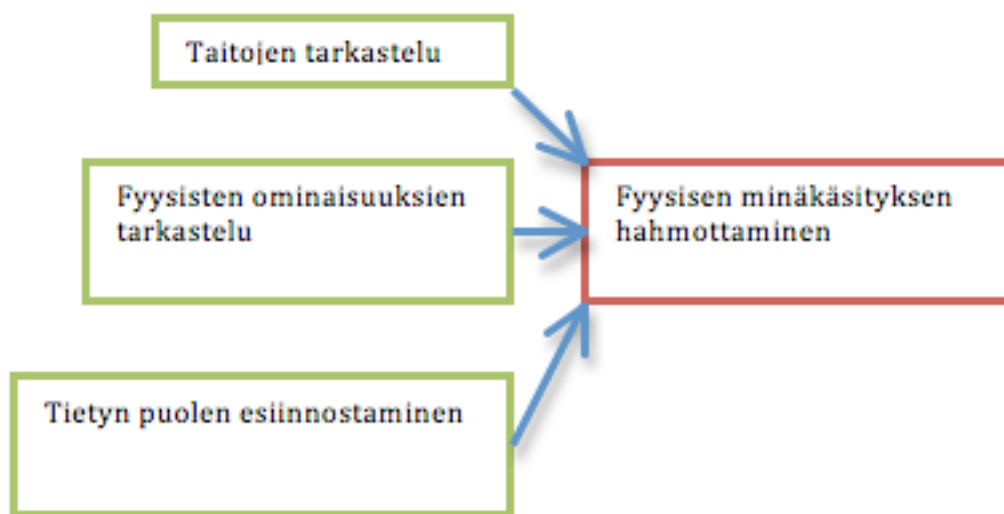 Taitojen tarkastelu
Fyysisten ominaisuuksien
tarkastelu
Fyysisen minäkäsityksen
hahmottaminen
Tietyn puolen esiinnostaminen